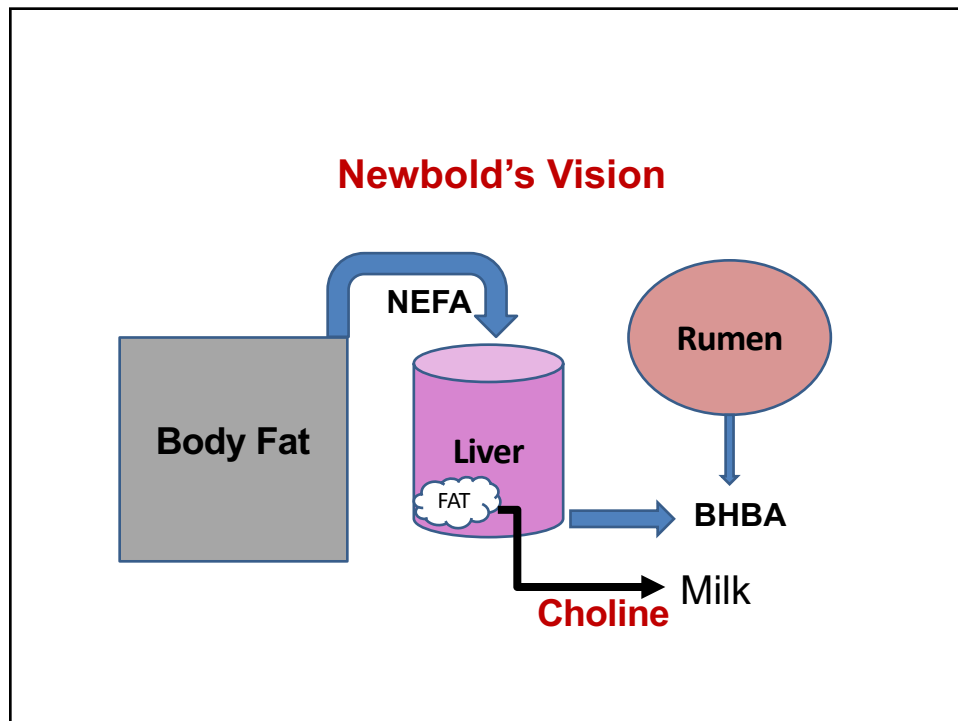 Newbold's Vision
NEFA
Rumen
Body Fat
Liver
FAT
BHBA
Milk
Choline